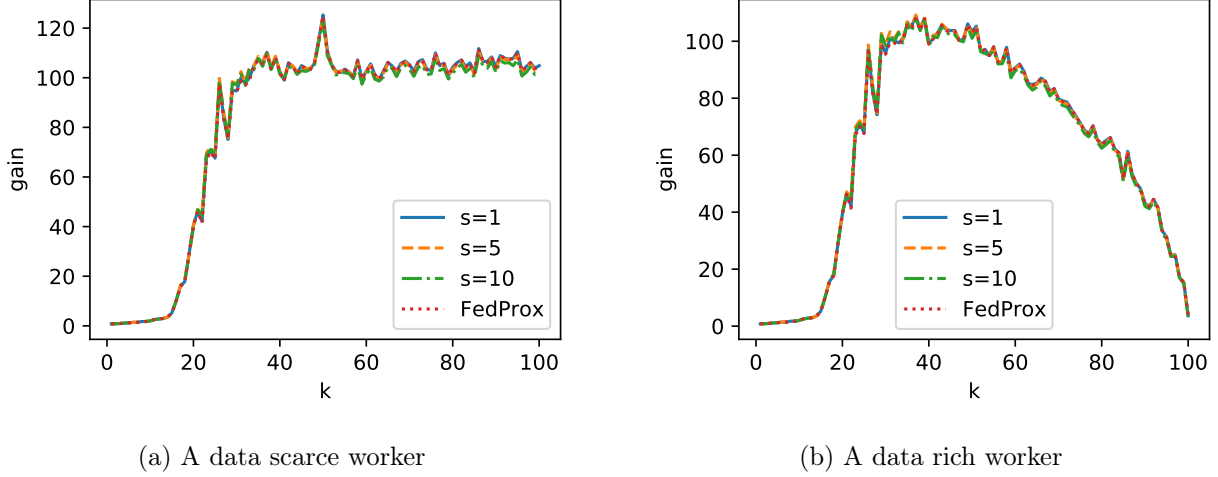 120
100
80
60
40
20
0
gain
s=1
s=5
s=10
FedProx
0 20 40 60 80 100
k
(a) A data scarce worker
100
80
60
40
20
0
gain
s=1
s=5
s=10
FedProx
0 20 40 60 80 100
k
(b) A data rich worker